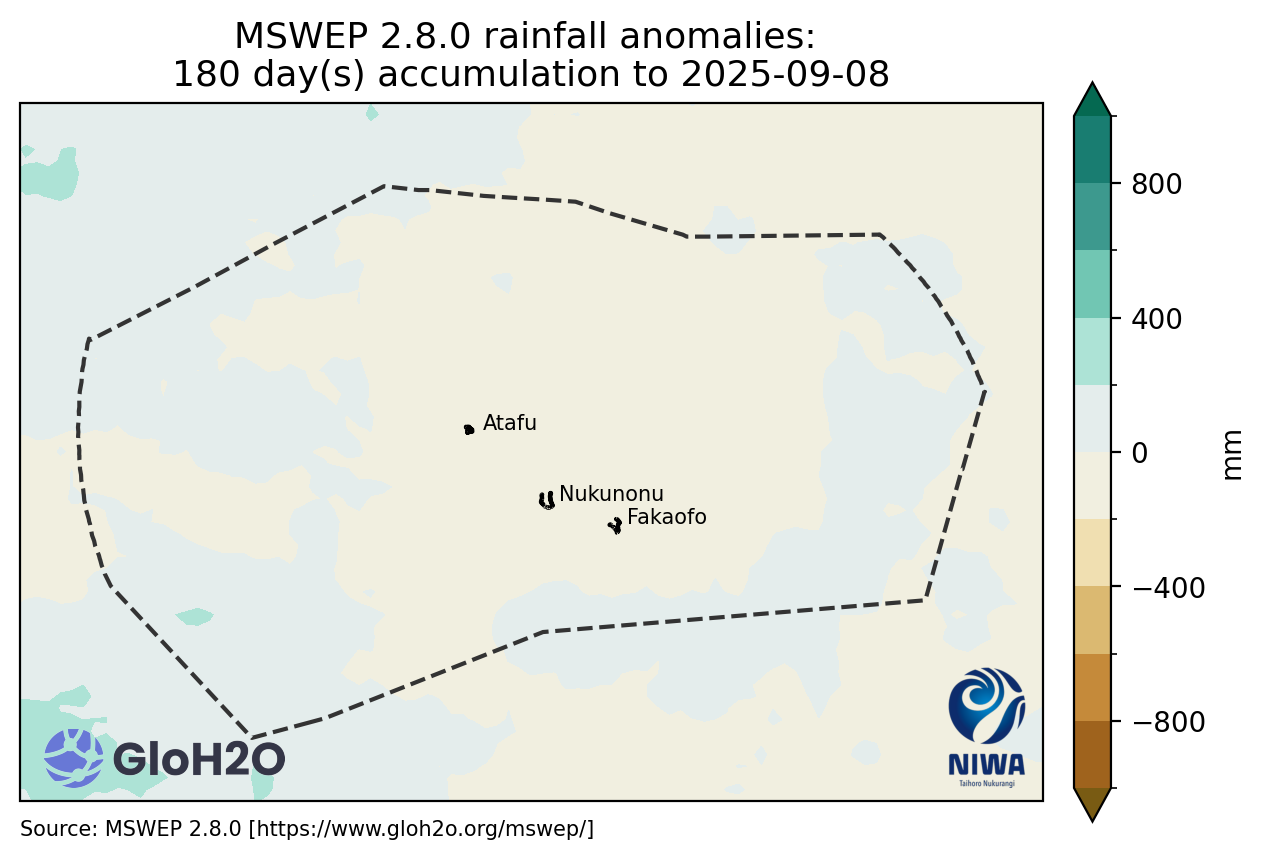 MSWEP 2.8.0 rainfall anomalies:
180 day(s) accumulation to 2025-09-08
800
400
0
−400
−800
mm
Atafu
Nukunonu
Fakaofo
GloH2O
NIWA
Taihoro Nukurangi
Source: MSWEP 2.8.0 [https://www.gloh2o.org/mswep/]